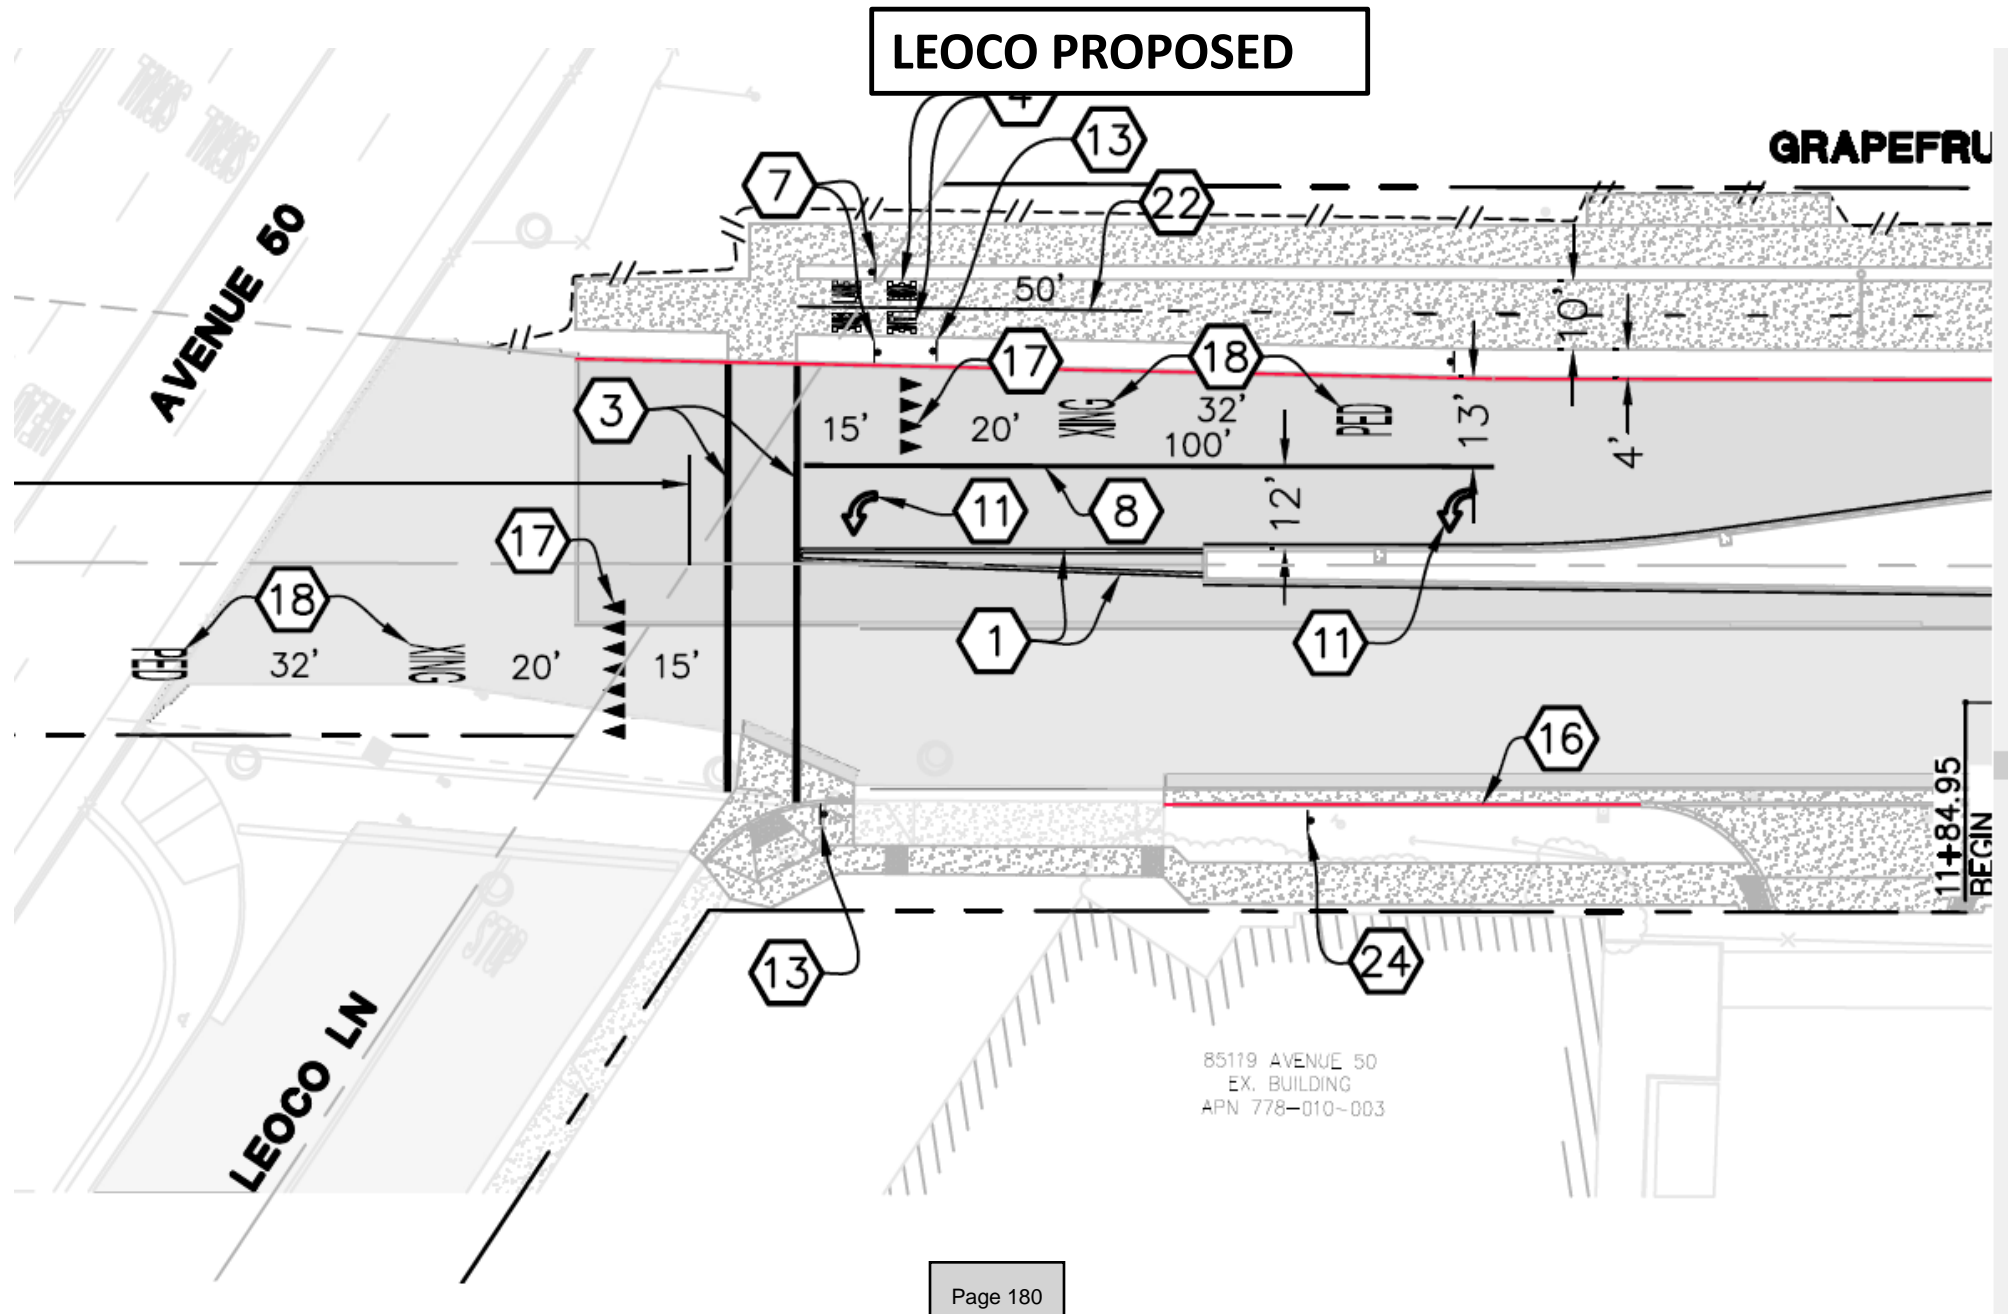 LEOCO PROPOSED
4
13
GRAPEFRU
7
22
AVENUE 50
50'
10'
17
18
3
15'
20'
XING
32'
PED
13'
4'
100'
11
8
12'
17
18
1
11
PED
32'
XING
20'
15'
16
11+84.95
BEGIN
13
24
STOP
LEOCO LN
85119 AVENUE 50
EX. BUILDING
APN 778-010-003
Page 180